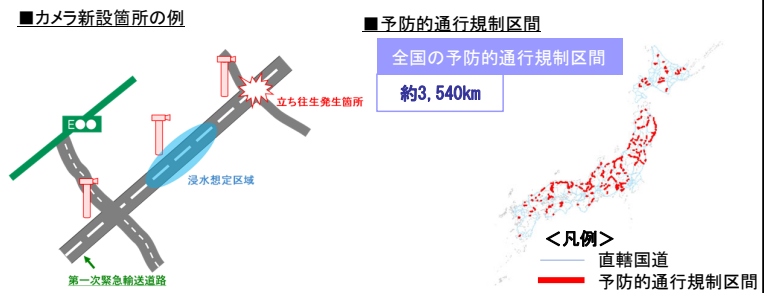 ■カメラ新設箇所の例
E●●
立ち往生発生箇所
浸水想定区域
第一次緊急輸送道路
■予防的通行規制区間
全国の予防的通行規制区間
約3,540km
＜凡例＞
直轄国道
予防的通行規制区間